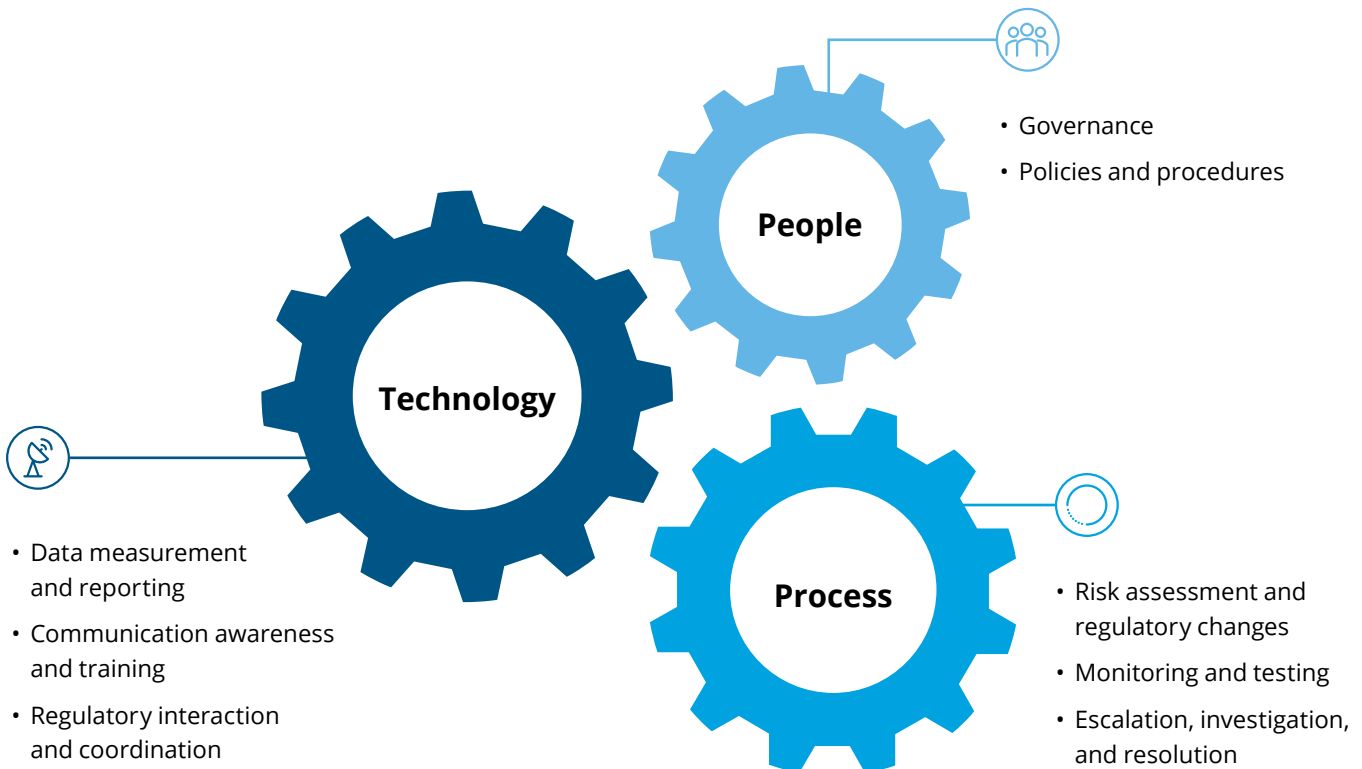 • Governance
• Policies and procedures
People
Technology
• Data measurement
and reporting
• Communication awareness
and training
• Regulatory interaction
and coordination
Process
• Risk assessment and
regulatory changes
• Monitoring and testing
• Escalation, investigation,
and resolution